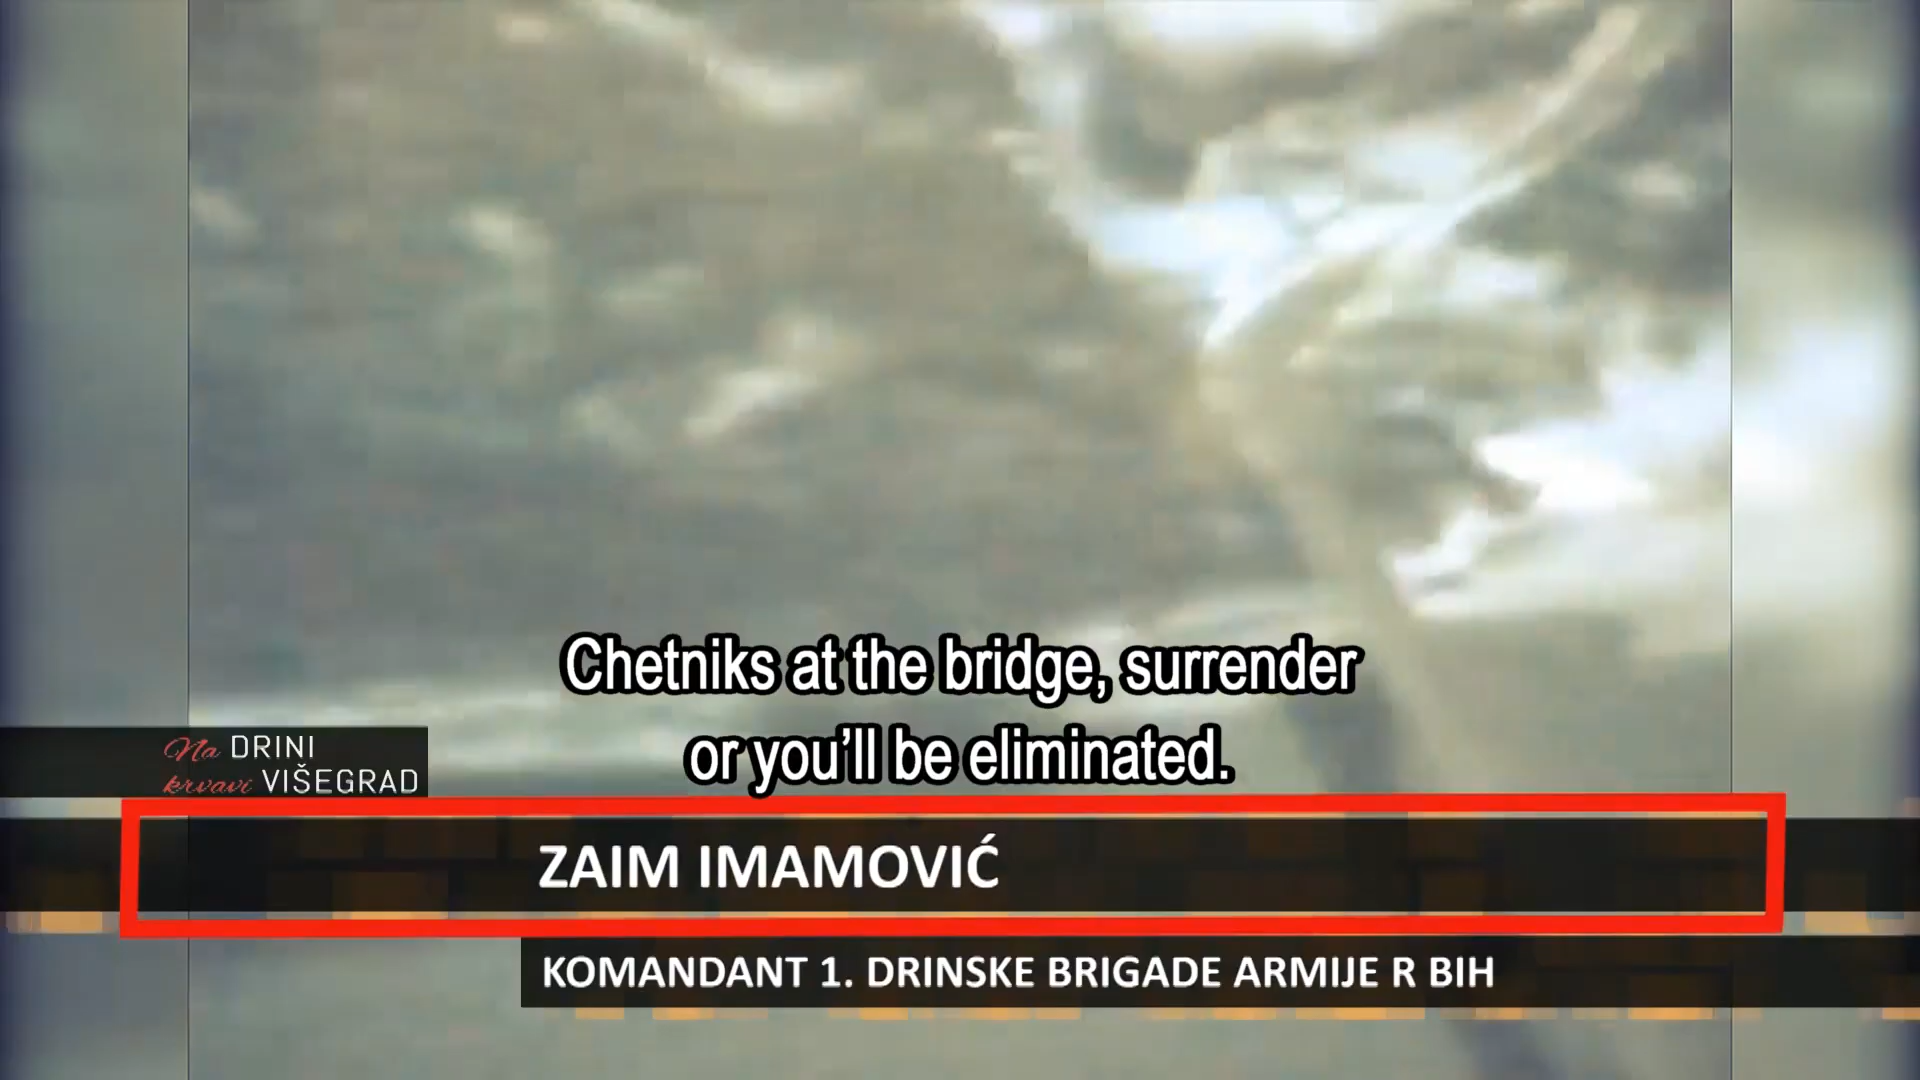 Chetniks at the bridge, surrender
or you'll be eliminated.
Na DRINI
krvavi VIŠEGRAD
ZAIM IMAMOVIĆ
KOMANDANT 1. DRINSKE BRIGADE ARMIJE R BIH